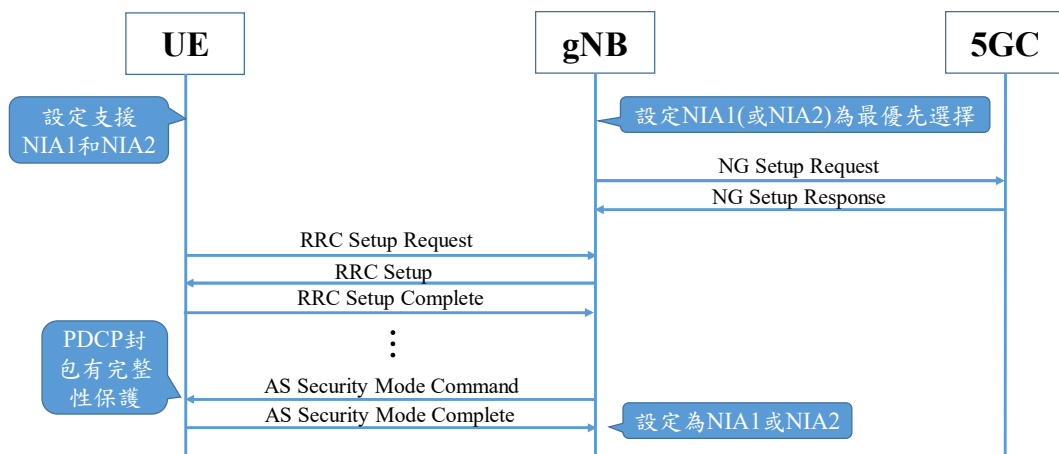 UE
gNB
5GC
設定支援
NIA1和NIA2
設定NIA1(或NIA2)為最優先選擇
NG Setup Request
NG Setup Response
RRC Setup Request
RRC Setup
RRC Setup Complete
PDCP封
包有完整
性保護
AS Security Mode Command
AS Security Mode Complete
設定為NIA1或NIA2